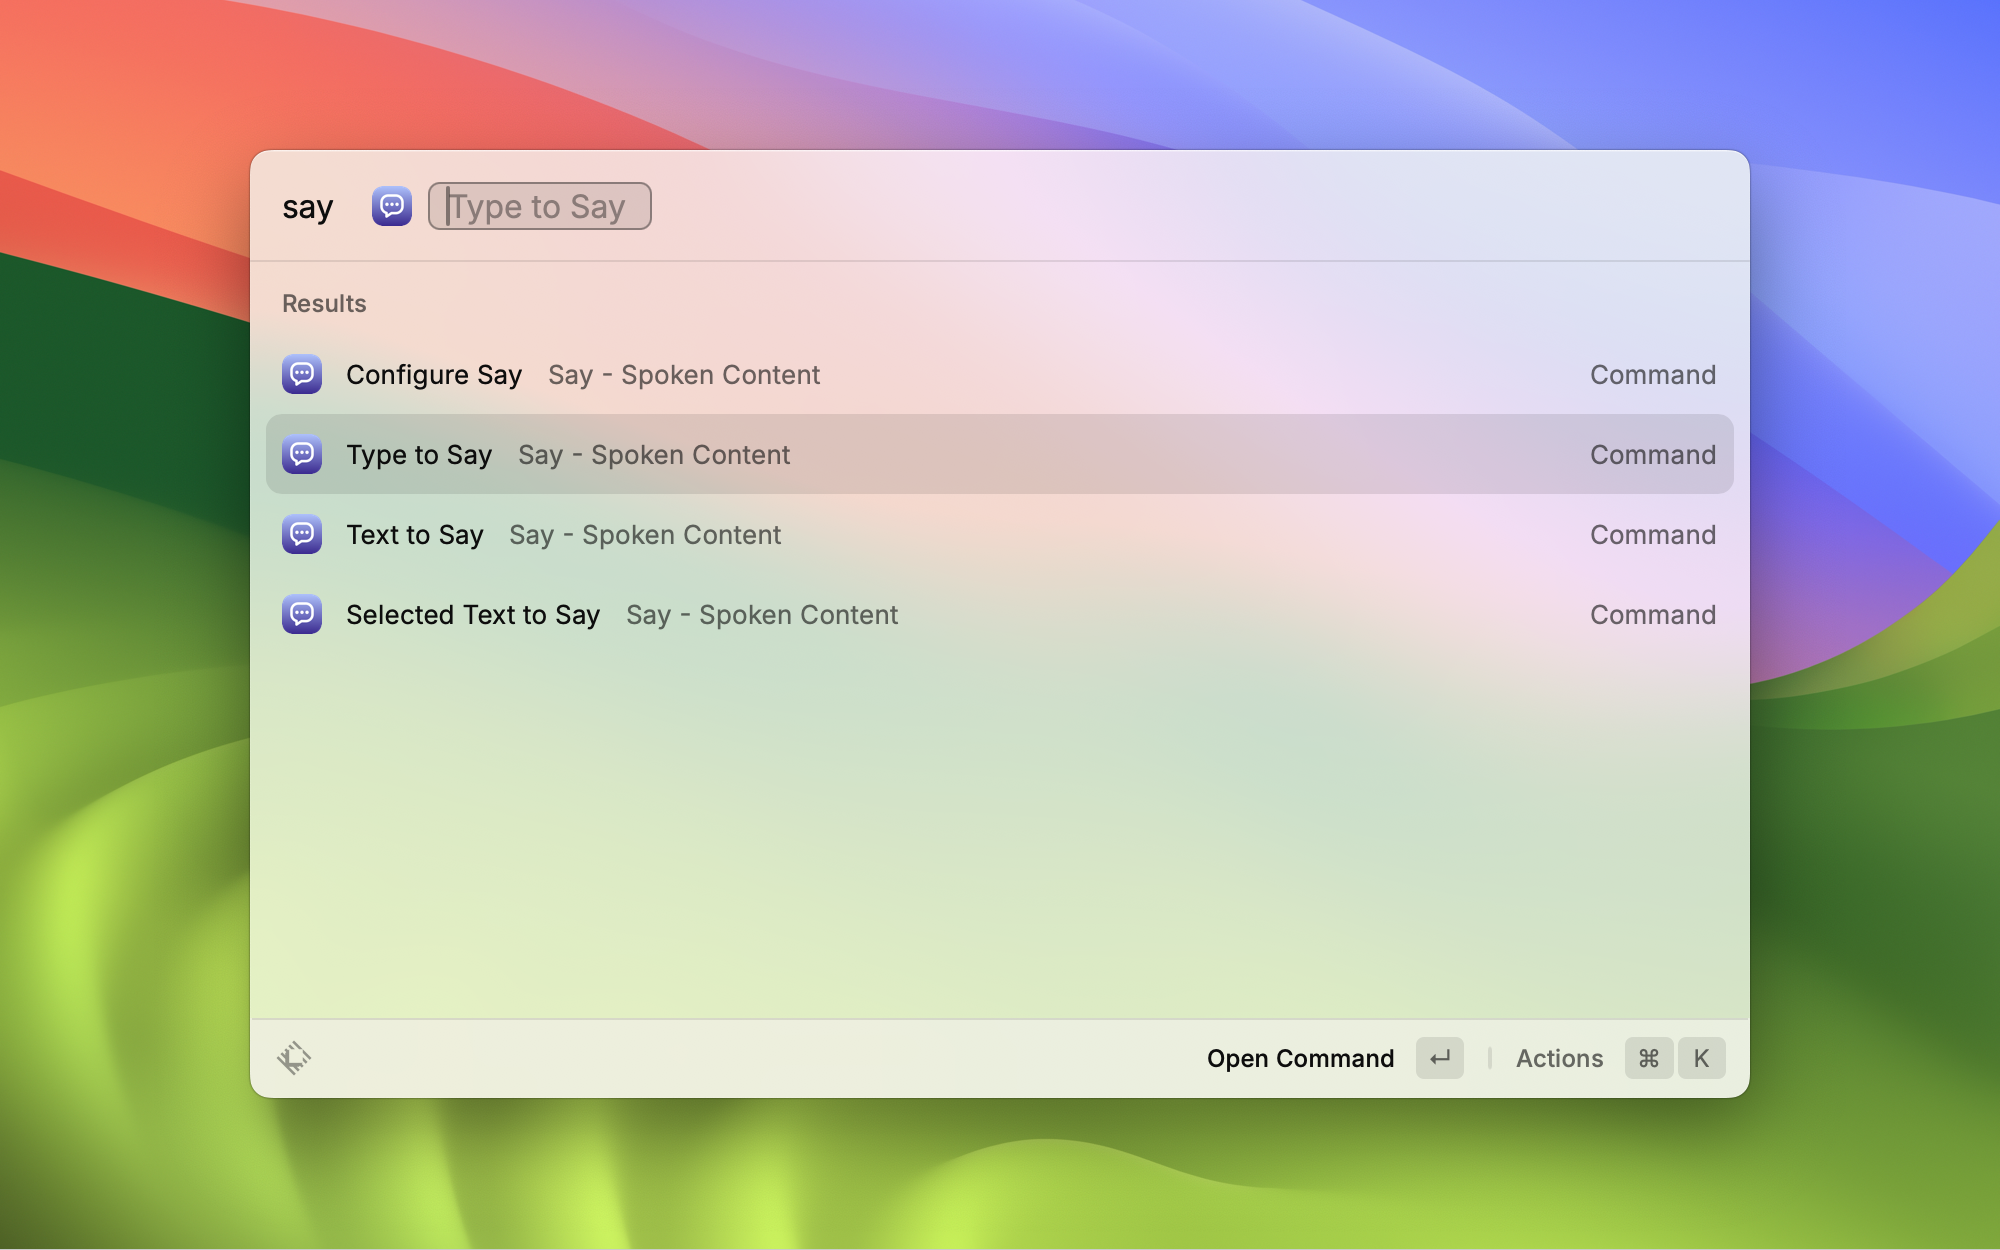 say Type to Say
Results
Configure Say Say - Spoken Content Command
Type to Say Say - Spoken Content Command
Text to Say Say - Spoken Content Command
Selected Text to Say Say - Spoken Content Command
Open Command ↵ Actions ⌘ K